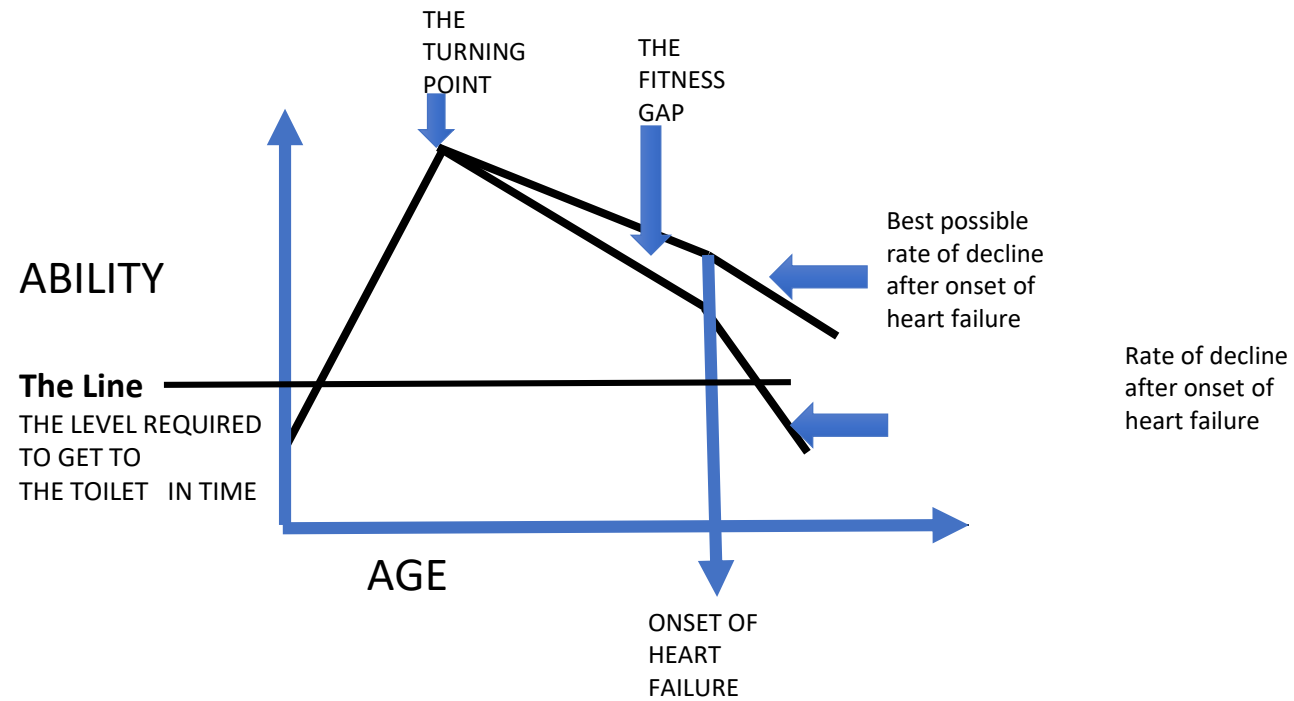 THE
TURNING
POINT
THE
FITNESS
GAP
ABILITY
Best possible
rate of decline
after onset of
heart failure
Rate of decline
after onset of
heart failure
The Line
THE LEVEL REQUIRED
TO GET TO
THE TOILET IN TIME
AGE
ONSET OF
HEART
FAILURE